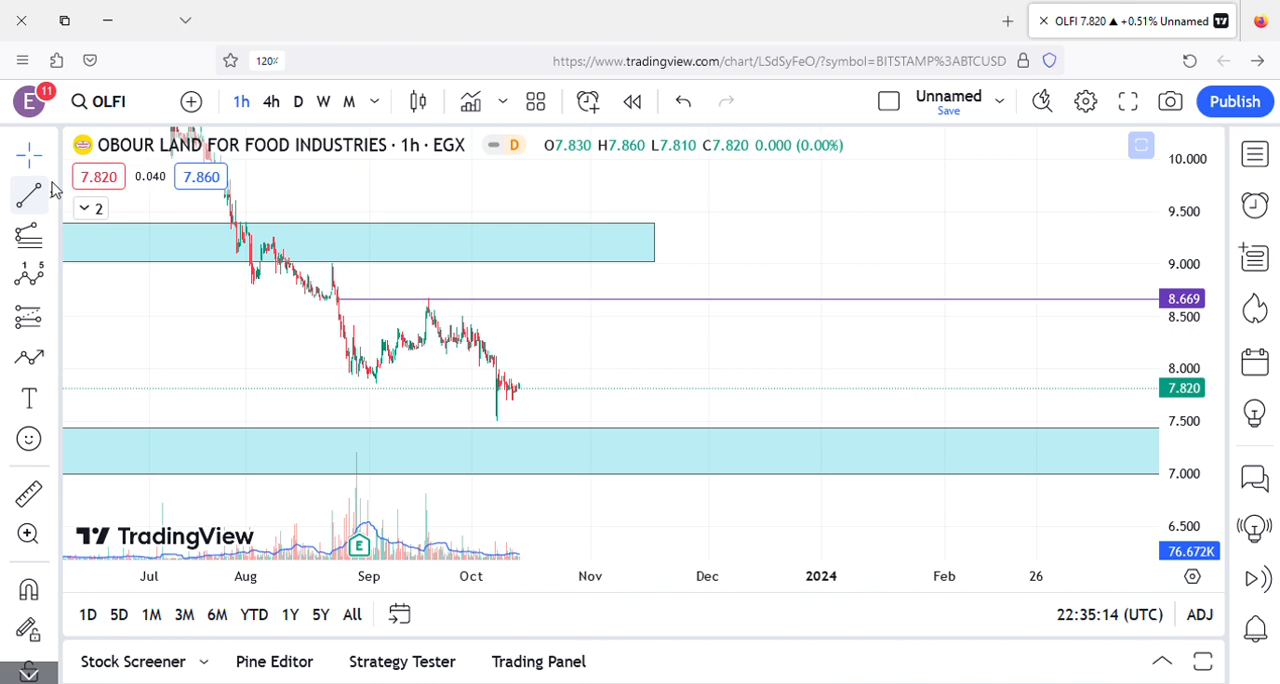 OLFI 7.820 ▲ +0.51% Unnamed
120%
https://www.tradingview.com/chart/LSdSyFeO/?symbol=BITSTAMP%3ABTCUSD
E
11
OLFI
1h
4h
D
W
M
Unnamed
Save
Publish
OBOUR LAND FOR FOOD INDUSTRIES · 1h · EGX
D
O7.830 H7.860 L7.810 C7.820 0.000 (0.00%)
7.820
0.040
7.860
2
10.000
9.500
9.000
8.669
8.500
8.000
7.820
7.500
7.000
6.500
76.672K
1
5
T
TradingView
E
Jul
Aug
Sep
Oct
Nov
Dec
2024
Feb
26
1D
5D
1M
3M
6M
YTD
1Y
5Y
All
22:35:14 (UTC)
ADJ
Stock Screener
Pine Editor
Strategy Tester
Trading Panel